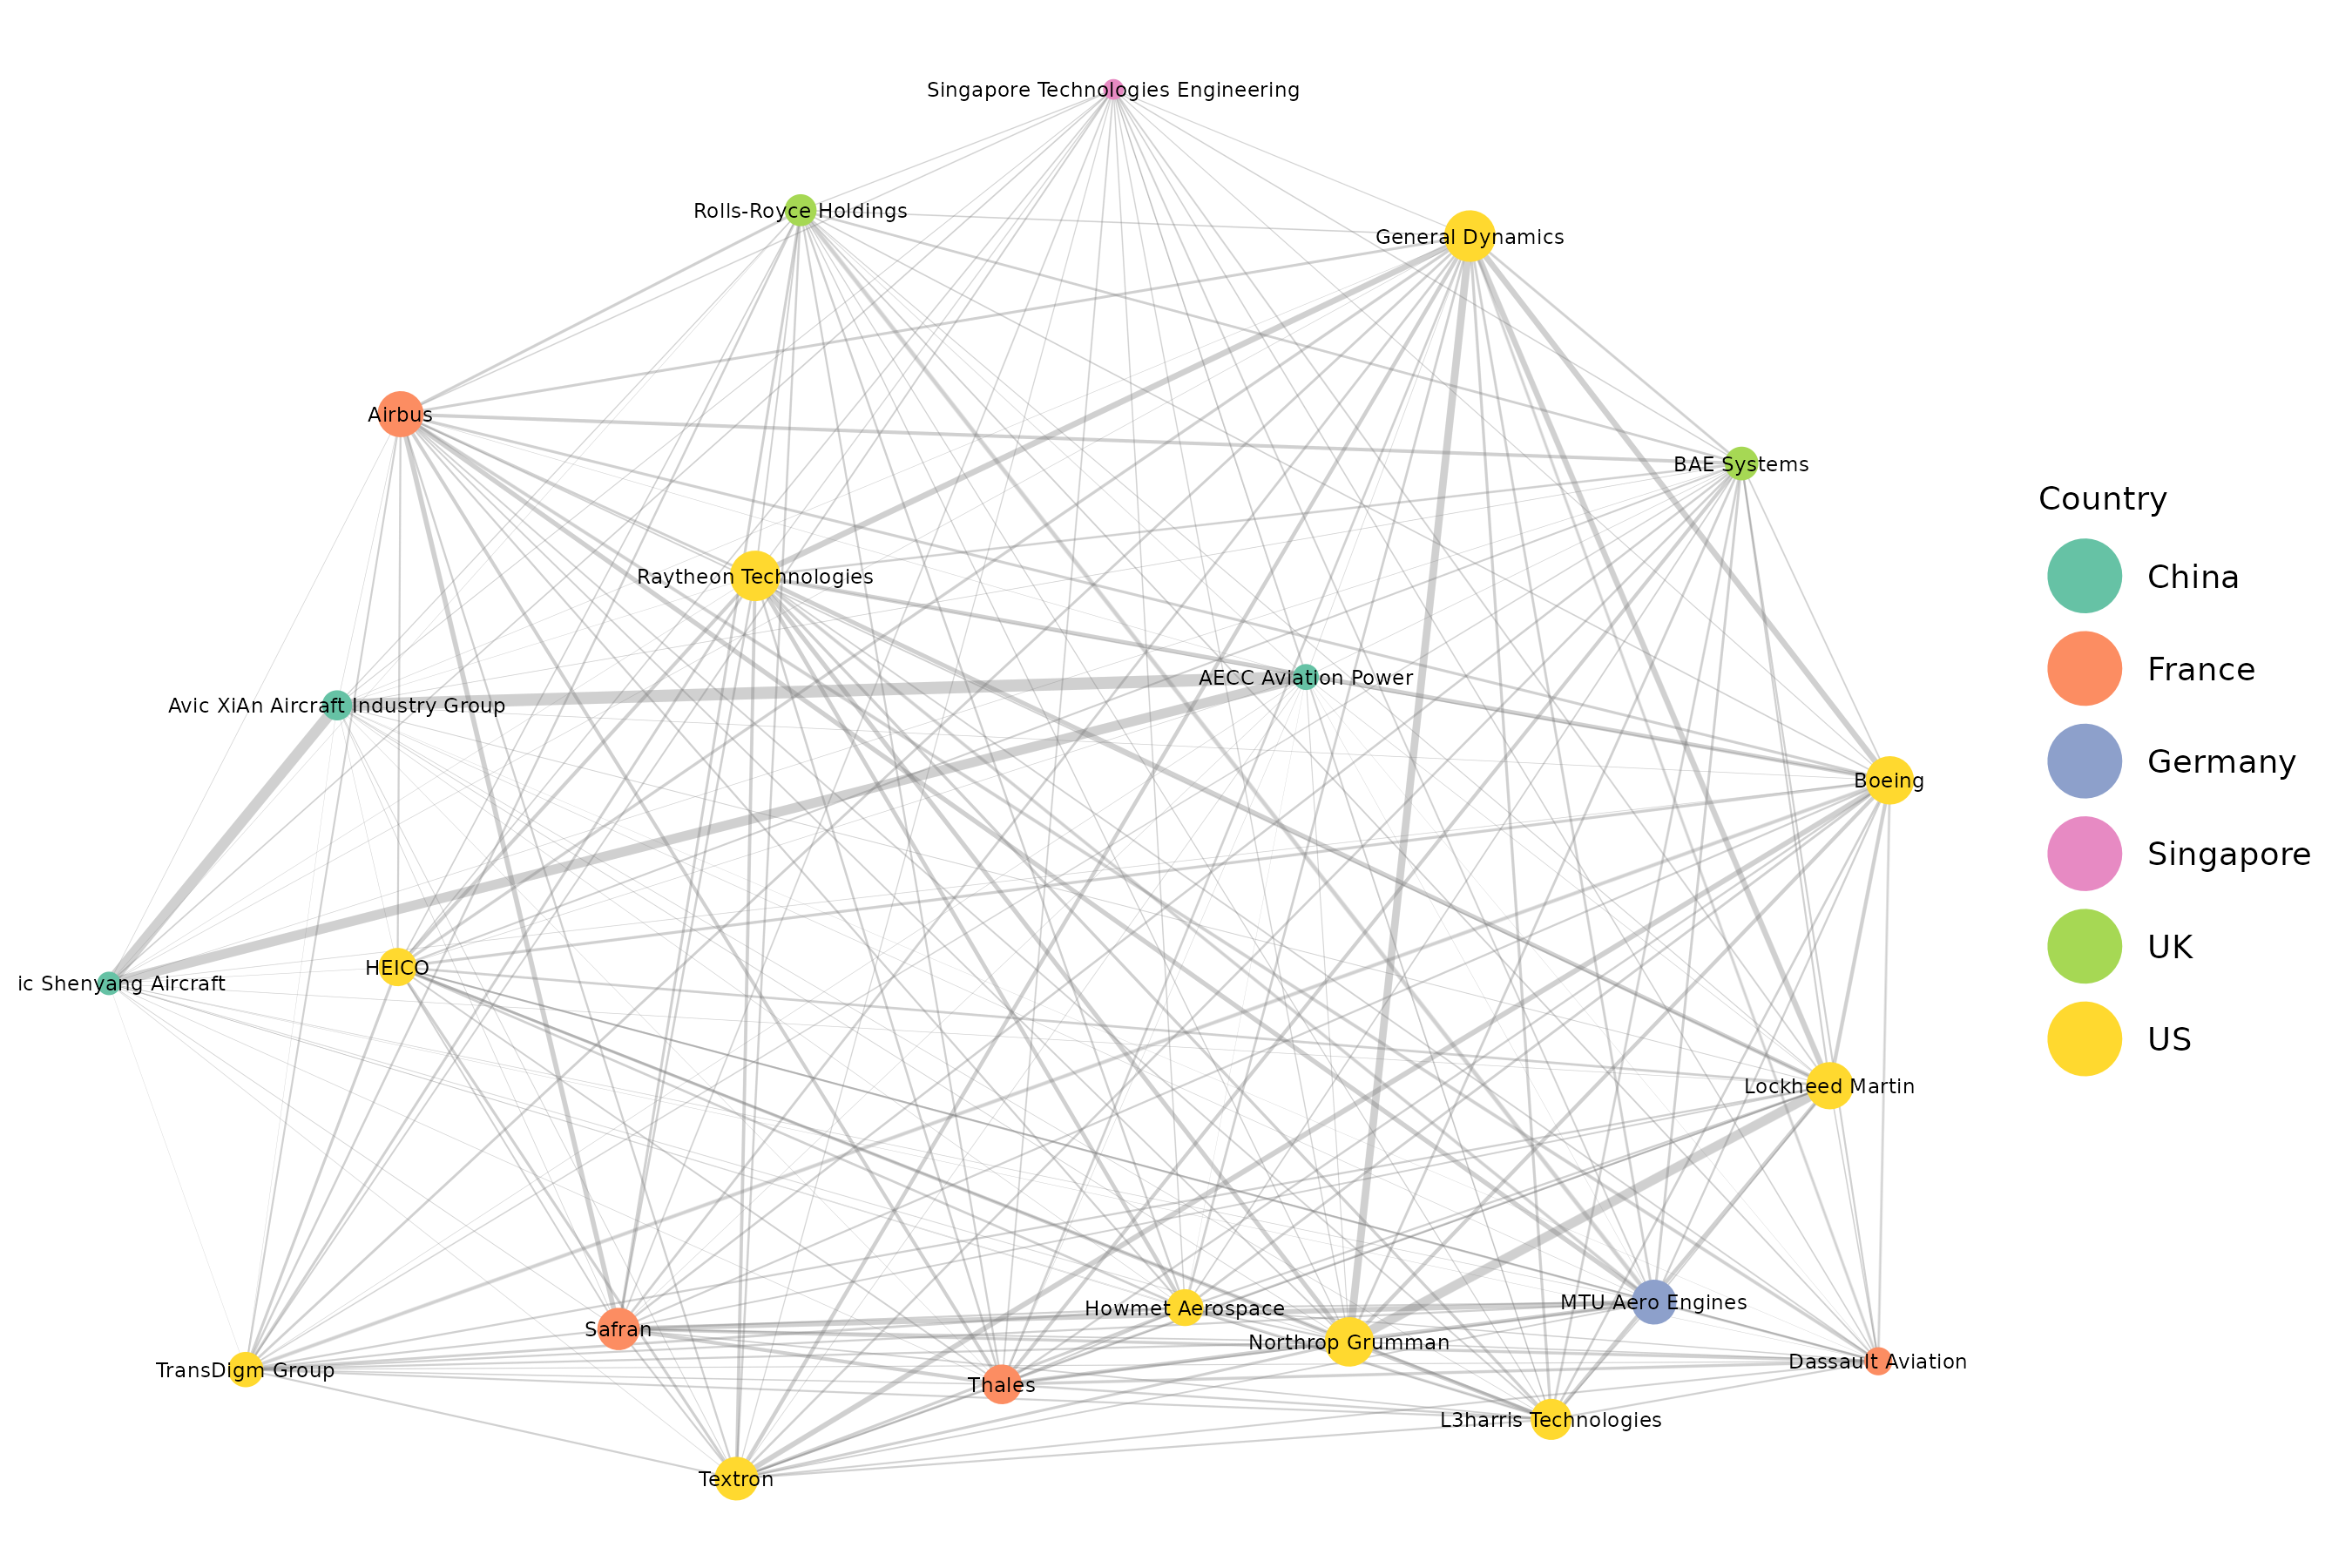 Singapore Technologies Engineering
Rolls-Royce Holdings
General Dynamics
Airbus
BAE Systems
Raytheon Technologies
AECC Aviation Power
Avic XiAn Aircraft Industry Group
Boeing
HEICO
ic Shenyang Aircraft
Lockheed Martin
MTU Aero Engines
Howmet Aerospace
Safran
Northrop Grumman
Dassault Aviation
TransDigm Group
Thales
L3harris Technologies
Textron
Country
China
France
Germany
Singapore
UK
US